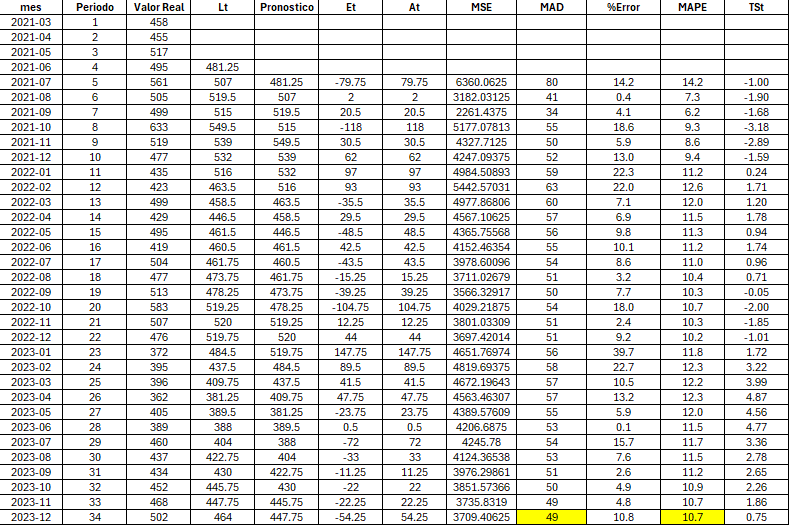 mes Periodo Valor Real Lt Pronostico Et At MSE MAD %Error MAPE TSt
2021-03 1 458
2021-04 2 455
2021-05 3 517
2021-06 4 495 481.25
2021-07 5 561 507 481.25 -79.75 79.75 6360.0625 80 14.2 14.2 -1.00
2021-08 6 505 519.5 507 2 2 3182.03125 41 0.4 7.3 -1.90
2021-09 7 499 515 519.5 20.5 20.5 2261.4375 34 4.1 6.2 -1.68
2021-10 8 633 549.5 515 -118 118 5177.07813 55 18.6 9.3 -3.18
2021-11 9 519 539 549.5 30.5 30.5 4327.7125 50 5.9 8.6 -2.89
2021-12 10 477 532 539 62 62 4247.09375 52 13.0 9.4 -1.59
2022-01 11 435 516 532 97 97 4984.50893 59 22.3 11.2 0.24
2022-02 12 423 463.5 516 93 93 5442.57031 63 22.0 12.6 1.71
2022-03 13 499 458.5 463.5 -35.5 35.5 4977.86806 60 7.1 12.0 1.20
2022-04 14 429 446.5 458.5 29.5 29.5 4567.10625 57 6.9 11.5 1.78
2022-05 15 495 461.5 446.5 -48.5 48.5 4365.75568 56 9.8 11.3 0.94
2022-06 16 419 460.5 461.5 42.5 42.5 4152.46354 55 10.1 11.2 1.74
2022-07 17 504 461.75 460.5 -43.5 43.5 3978.60096 54 8.6 11.0 0.96
2022-08 18 477 473.75 461.75 -15.25 15.25 3711.02679 51 3.2 10.4 0.71
2022-09 19 513 478.25 473.75 -39.25 39.25 3566.32917 50 7.7 10.3 -0.05
2022-10 20 583 519.25 478.25 -104.75 104.75 4029.21875 54 18.0 10.7 -2.00
2022-11 21 507 520 519.25 12.25 12.25 3801.03309 51 2.4 10.3 -1.85
2022-12 22 476 519.75 520 44 44 3697.42014 51 9.2 10.2 -1.01
2023-01 23 372 484.5 519.75 147.75 147.75 4651.76974 56 39.7 11.8 1.72
2023-02 24 395 437.5 484.5 89.5 89.5 4819.69375 58 22.7 12.3 3.22
2023-03 25 396 409.75 437.5 41.5 41.5 4672.19643 57 10.5 12.2 3.99
2023-04 26 362 381.25 409.75 47.75 47.75 4563.46307 57 13.2 12.3 4.87
2023-05 27 405 389.5 381.25 -23.75 23.75 4389.57609 55 5.9 12.0 4.56
2023-06 28 389 388 389.5 0.5 0.5 4206.6875 53 0.1 11.5 4.77
2023-07 29 460 404 388 -72 72 4245.78 54 15.7 11.7 3.36
2023-08 30 437 422.75 404 -33 33 4124.36538 53 7.6 11.5 2.78
2023-09 31 434 430 422.75 -11.25 11.25 3976.29861 51 2.6 11.2 2.65
2023-10 32 452 445.75 430 -22 22 3851.57366 50 4.9 10.9 2.26
2023-11 33 468 447.75 445.75 -22.25 22.25 3735.8319 49 4.8 10.7 1.86
2023-12 34 502 464 447.75 -54.25 54.25 3709.40625 49 10.8 10.7 0.75